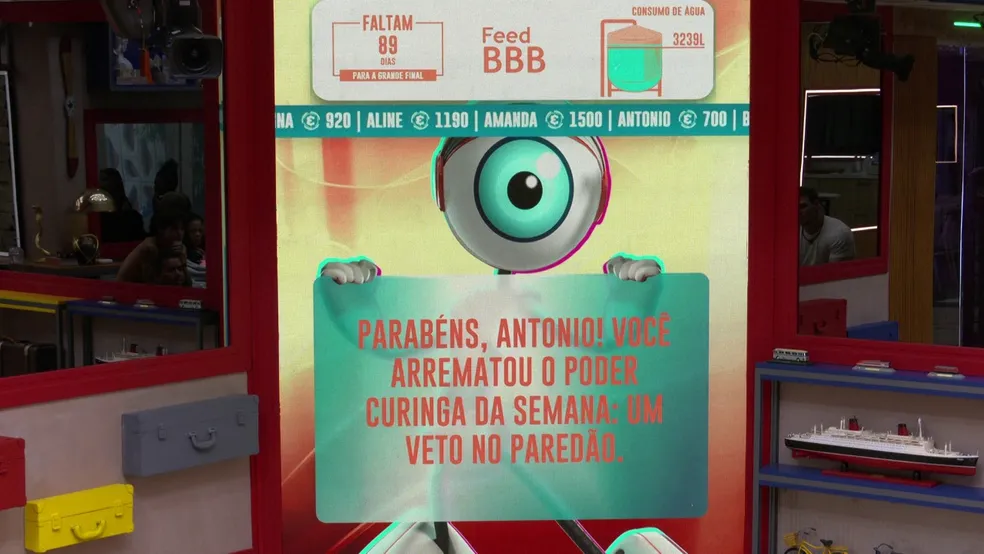 FALTAM
89
DIAS
PARA A GRANDE FINAL
Feed
BBB
CONSUMO DE ÁGUA
3239L
NA 920 | ALINE 1190 | AMANDA 1500 | ANTONIO 700 | B
PARABÉNS, ANTONIO! VOCÊ
ARREMATOU O PODER
CURINGA DA SEMANA: UM
VETO NO PAREDÃO.